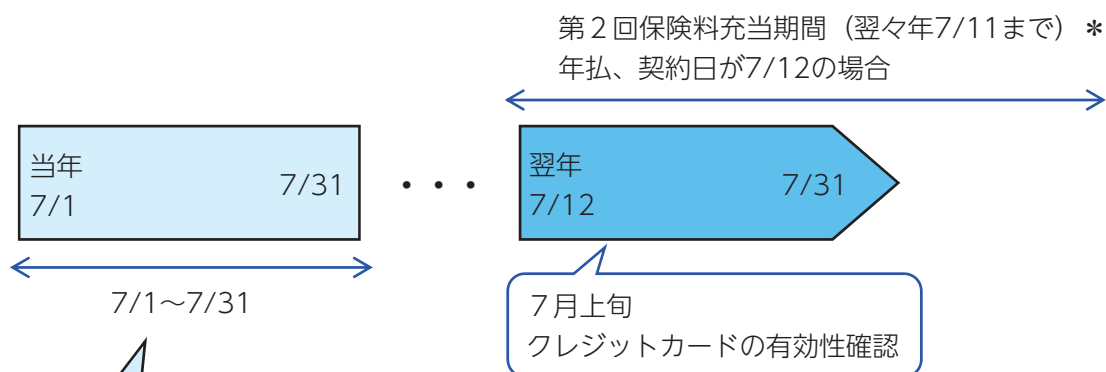 第２回保険料充当期間（翌々年7/11まで）＊
年払、契約日が7/12の場合
当年
7/1
7/31
・・・
翌年
7/12
7/31
7/1～7/31
７月上旬
クレジットカードの有効性確認